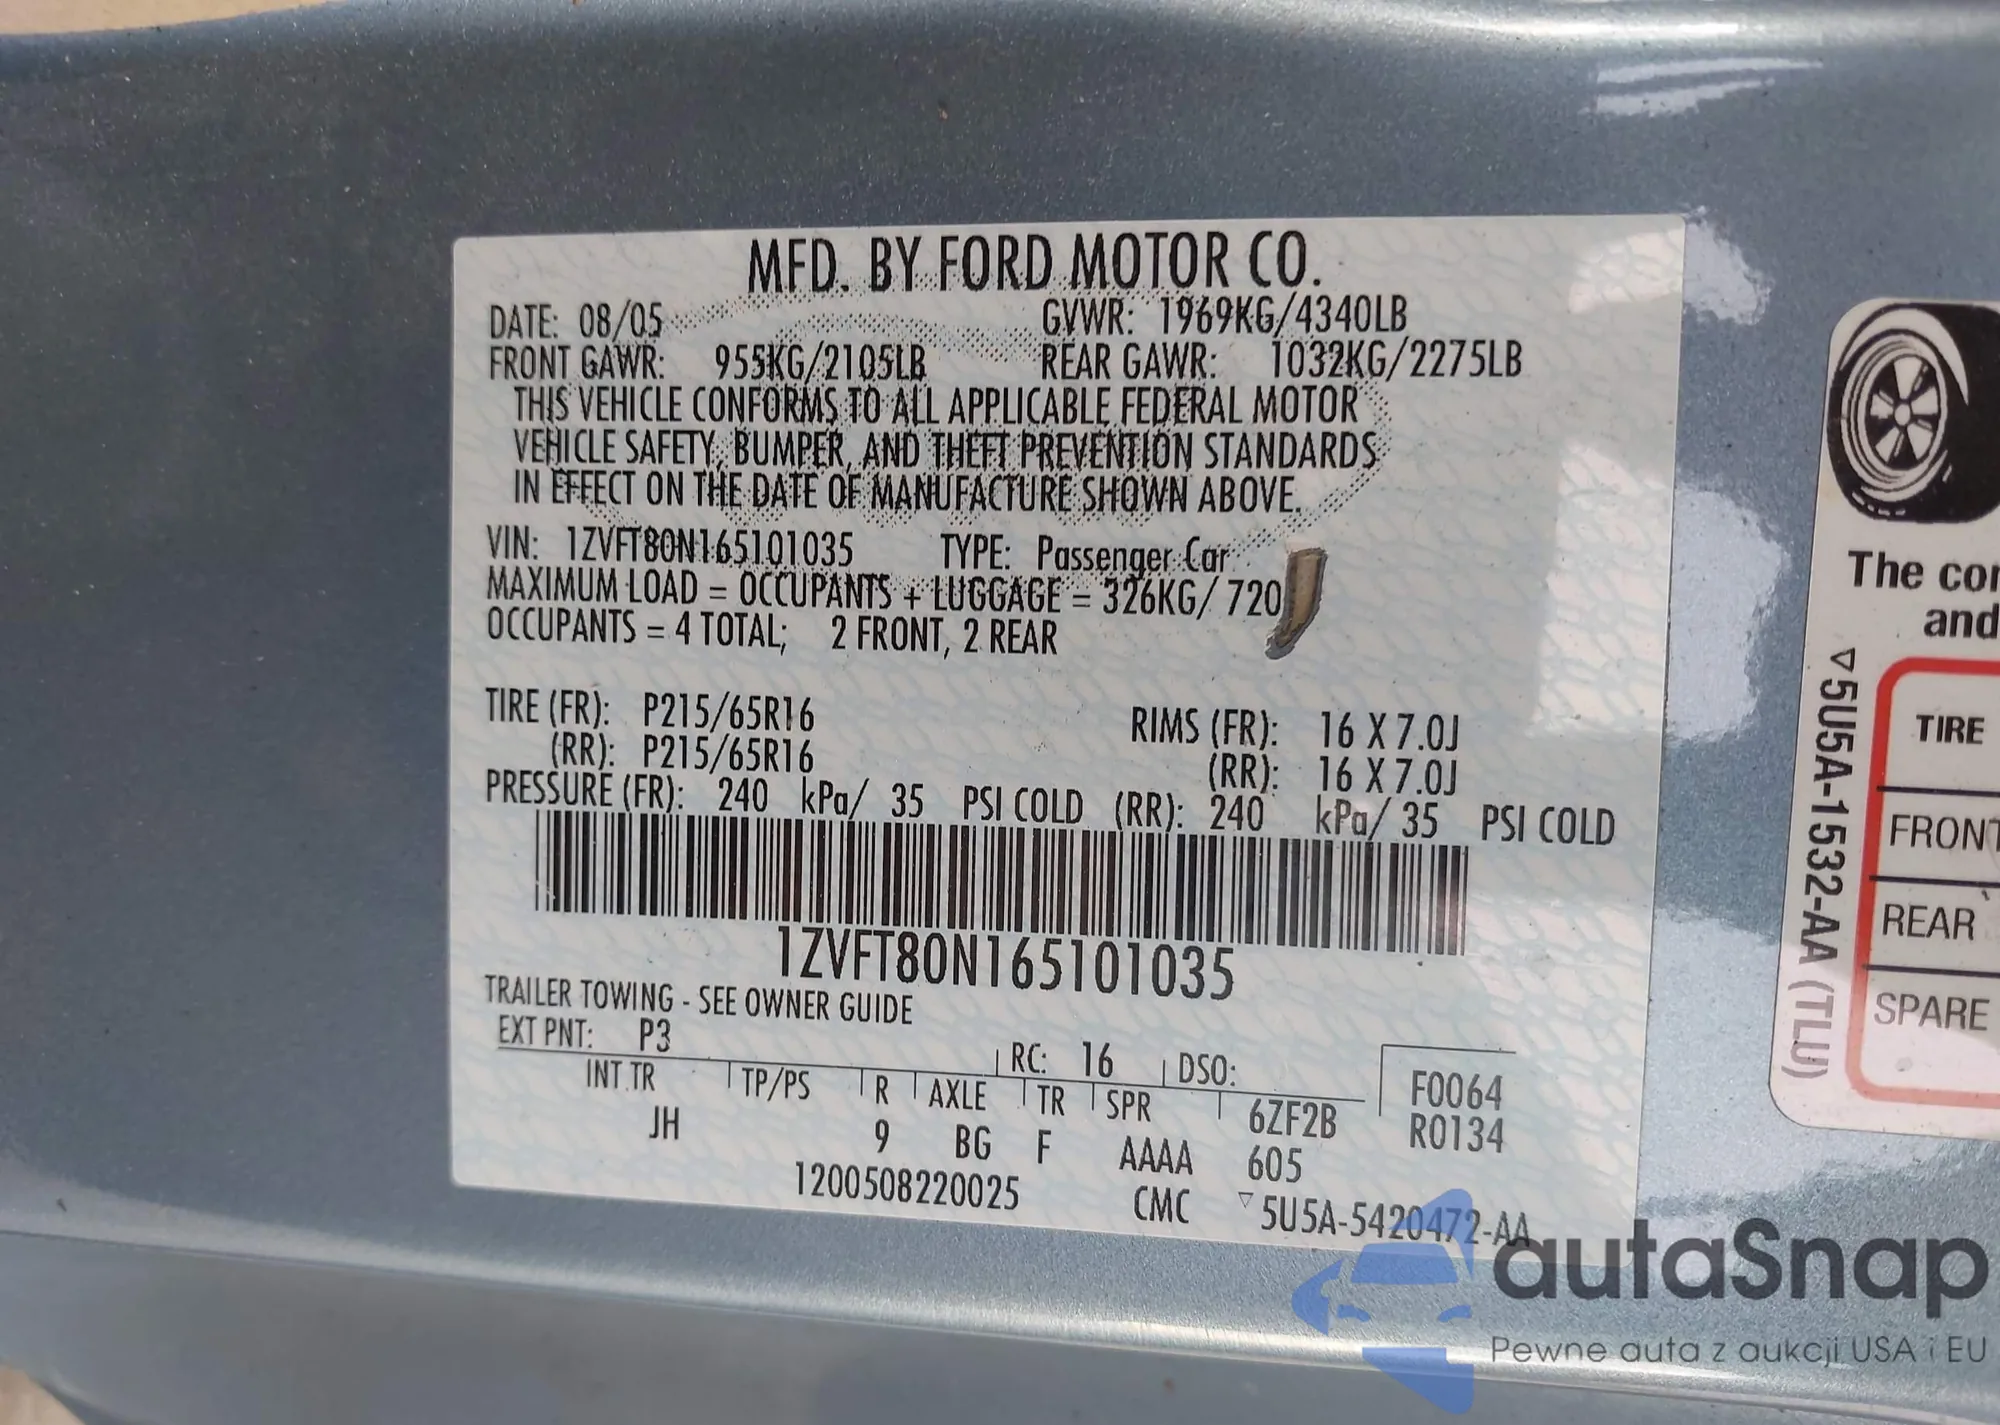 MFD. BY FORD MOTOR CO.
DATE: 08/05 GVWR: 1969KG/4340LB
FRONT GAWR: 955KG/2105LB REAR GAWR: 1032KG/2275LB
THIS VEHICLE CONFORMS TO ALL APPLICABLE FEDERAL MOTOR
VEHICLE SAFETY, BUMPER, AND THEFT PREVENTION STANDARDS
IN EFFECT ON THE DATE OF MANUFACTURE SHOWN ABOVE.
VIN: 1ZVFT80N165101035 TYPE: Passenger Car
MAXIMUM LOAD = OCCUPANTS + LUGGAGE = 326KG/ 720
OCCUPANTS = 4 TOTAL; 2 FRONT, 2 REAR
TIRE (FR): P215/65R16 RIMS (FR): 16 X 7.0J
(RR): P215/65R16 (RR): 16 X 7.0J
PRESSURE (FR): 240 kPa/ 35 PSI COLD (RR): 240 kPa/ 35 PSI COLD
1ZVFT80N165101035
TRAILER TOWING - SEE OWNER GUIDE
EXT PNT: P3 RC: 16 DSO: F0064
INT TR TP/PS R AXLE TR SPR 6ZF2B R0134
JH 9 BG F AAAA 605
1200508220025 CMC ▽5U5A-5420472-AA
The
and
▽5U5A-1532-AA (TLU)
TIRE
FRONT
REAR
SPARE
autaSnap
Pewne auta z aukcji USA i EU